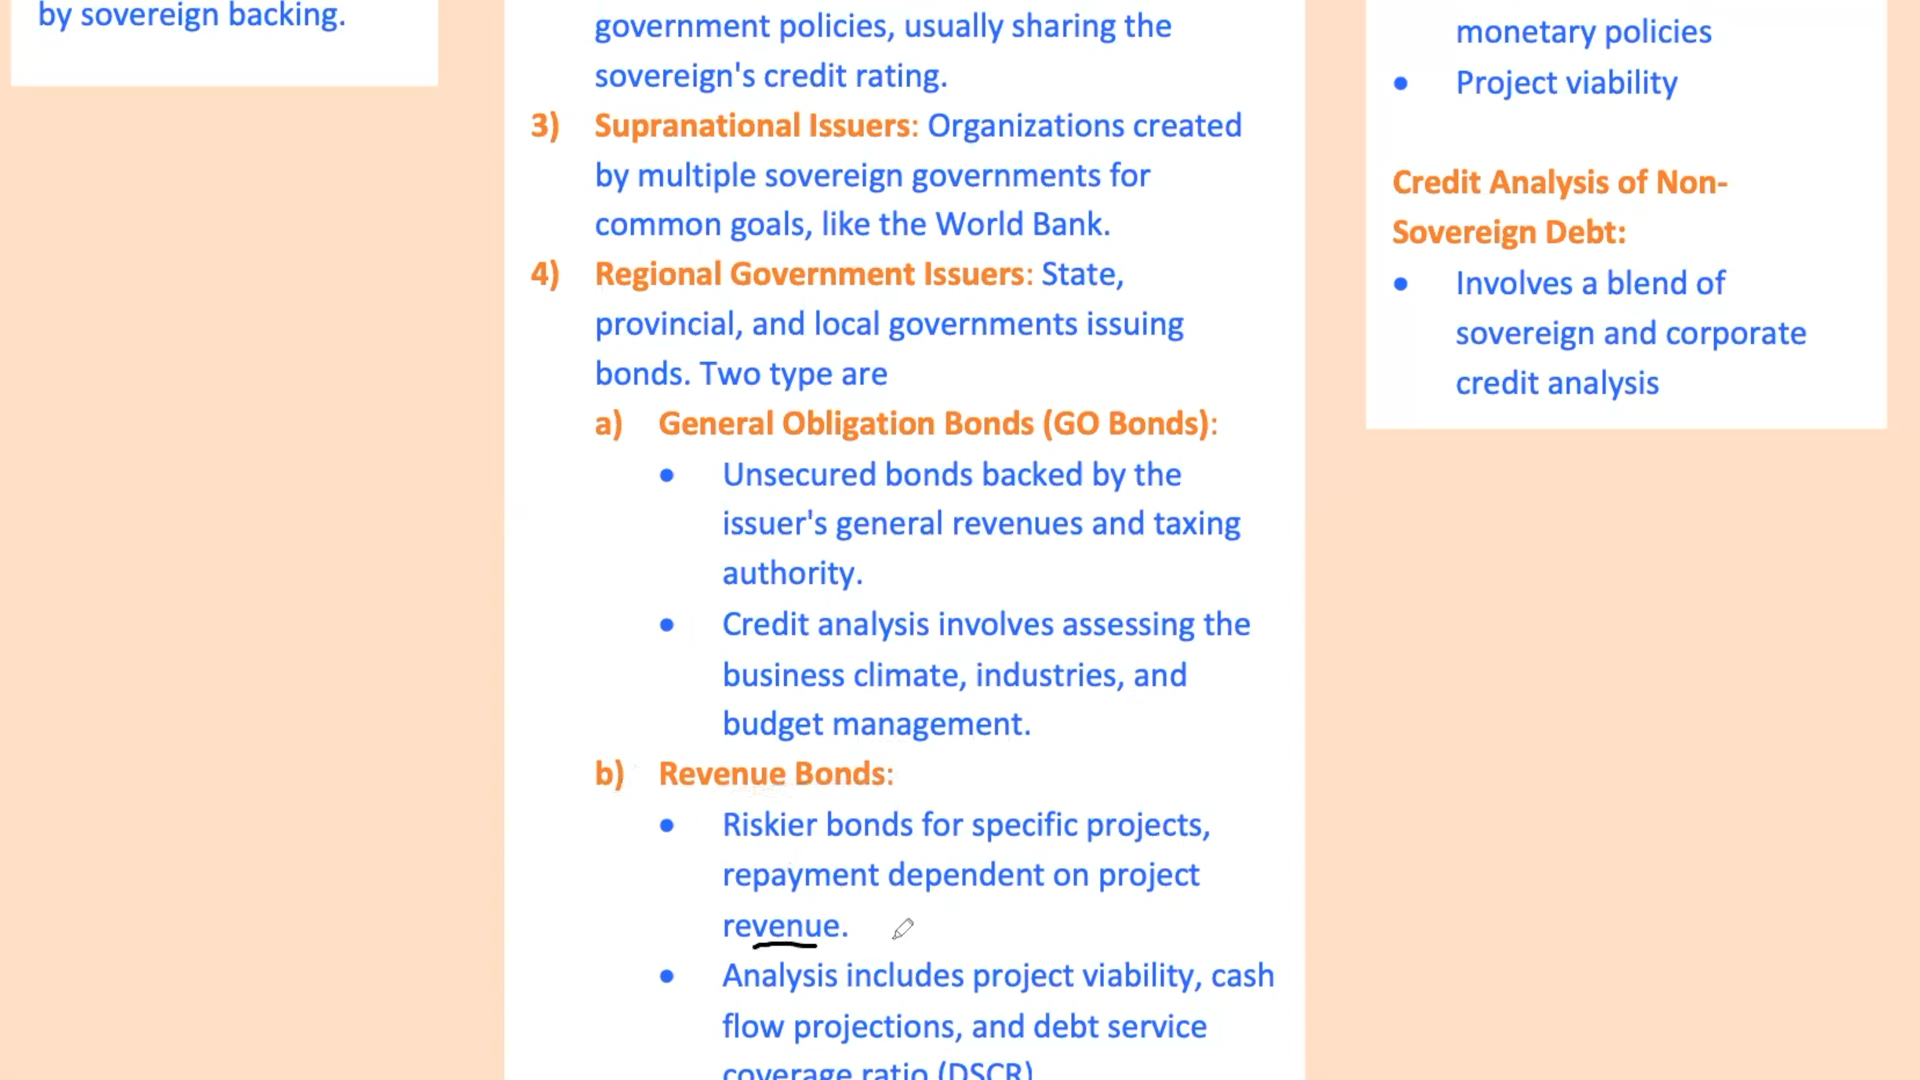 by sovereign backing.
government policies, usually sharing the
sovereign's credit rating.
3) Supranational Issuers: Organizations created
by multiple sovereign governments for
common goals, like the World Bank.
4) Regional Government Issuers: State,
provincial, and local governments issuing
bonds. Two type are
a) General Obligation Bonds (GO Bonds):
• Unsecured bonds backed by the
issuer's general revenues and taxing
authority.
• Credit analysis involves assessing the
business climate, industries, and
budget management.
b) Revenue Bonds:
• Riskier bonds for specific projects,
repayment dependent on project
revenue.
• Analysis includes project viability, cash
flow projections, and debt service
coverage ratio (DSCR)
monetary policies
• Project viability
Credit Analysis of Non-
Sovereign Debt:
• Involves a blend of
sovereign and corporate
credit analysis